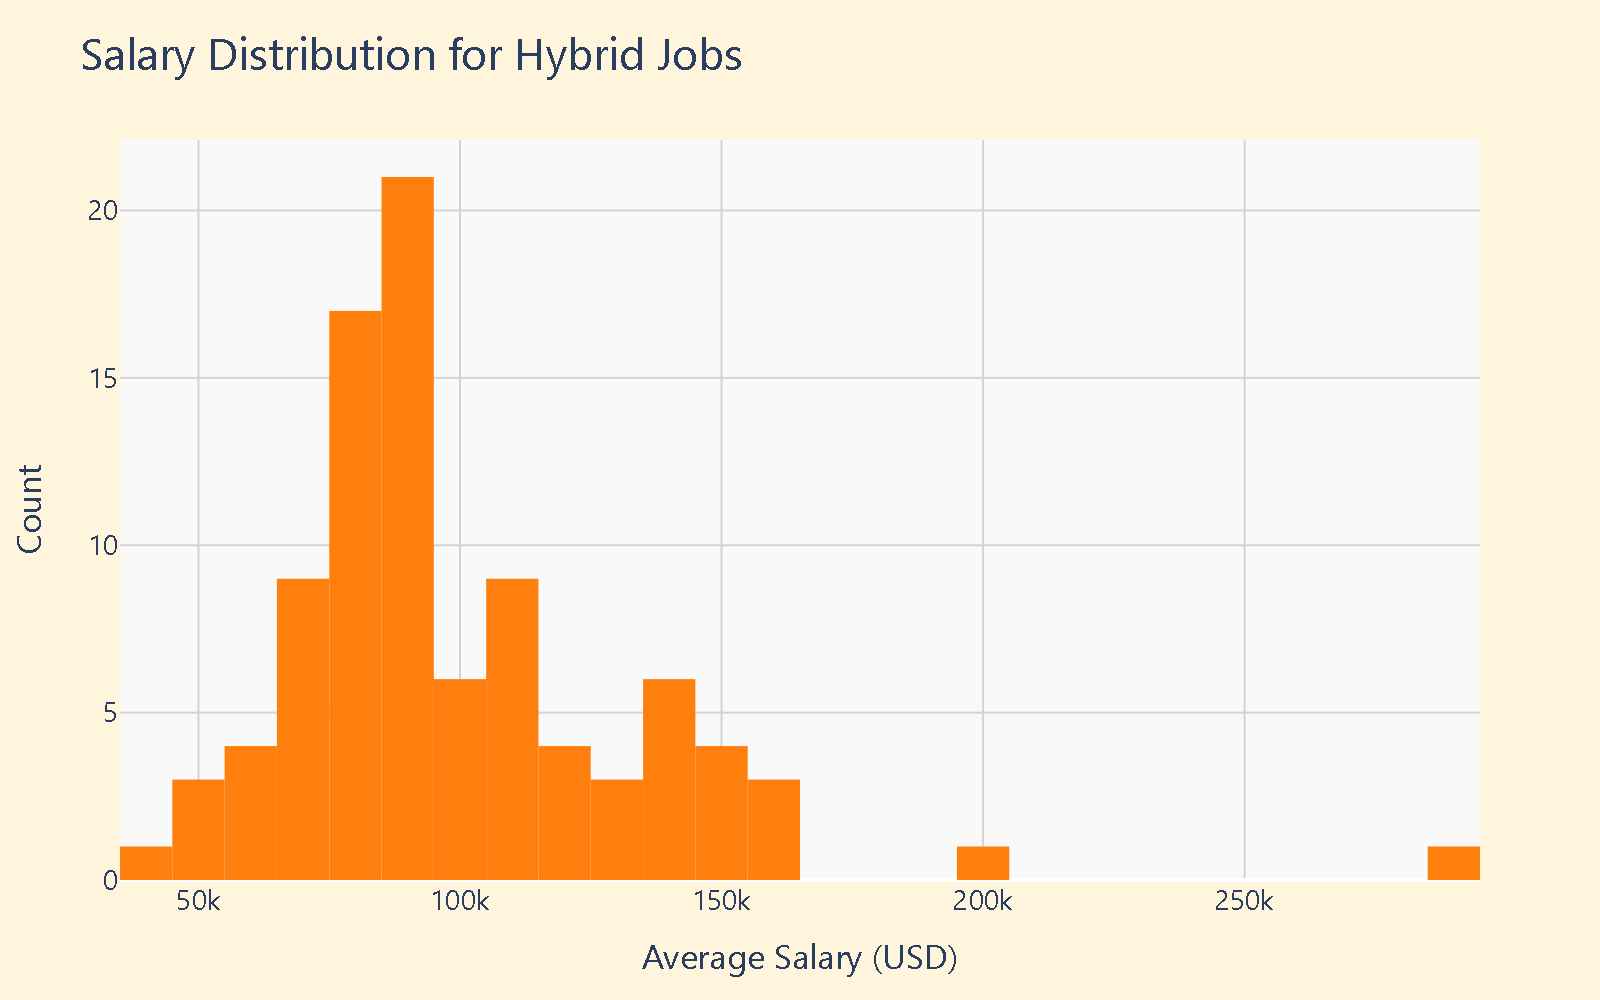 Salary Distribution for Hybrid Jobs
20
15
10
5
0
Count
50k 100k 150k 200k 250k
Average Salary (USD)